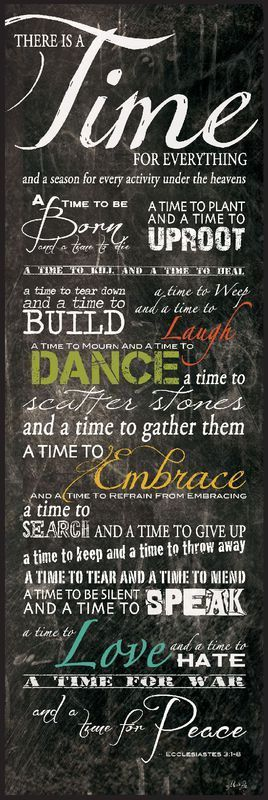 THERE IS A
Time
FOR EVERYTHING
and a season for every activity under the heavens
A TIME TO BE
Born
and a time to die
A TIME TO PLANT
AND A TIME TO
UPROOT
A TIME TO KILL AND A TIME TO HEAL
a time to tear down
and a time to
BUILD
a time to Weep
and a time to
Laugh
A TIME TO MOURN AND A TIME TO
DANCE a time to
scatter stones
and a time to gather them
A TIME TO
Embrace
AND A TIME TO REFRAIN FROM EMBRACING
a time to
SEARCH AND A TIME TO GIVE UP
a time to keep and a time to throw away
A TIME TO TEAR AND A TIME TO MEND
A TIME TO BE SILENT
AND A TIME TO SPEAK
a time to
Love and a time to
HATE
A TIME FOR WAR
and a
time for Peace
- ECCLESIASTES 3:1-8